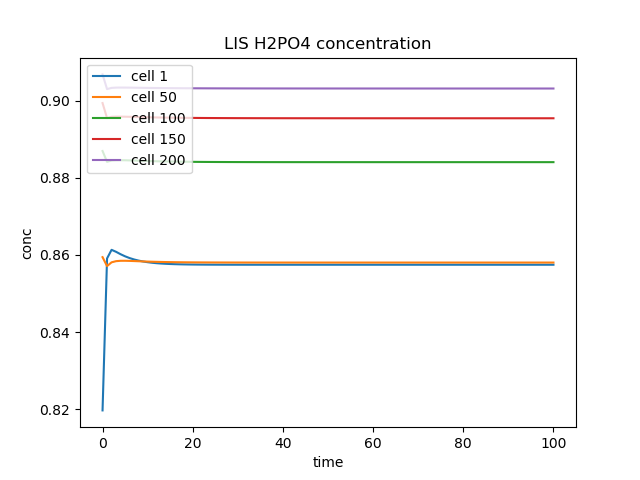 LIS H2PO4 concentration
cell 1
cell 50
cell 100
cell 150
cell 200
conc
0.90
0.88
0.86
0.84
0.82
0
20
40
60
80
100
time